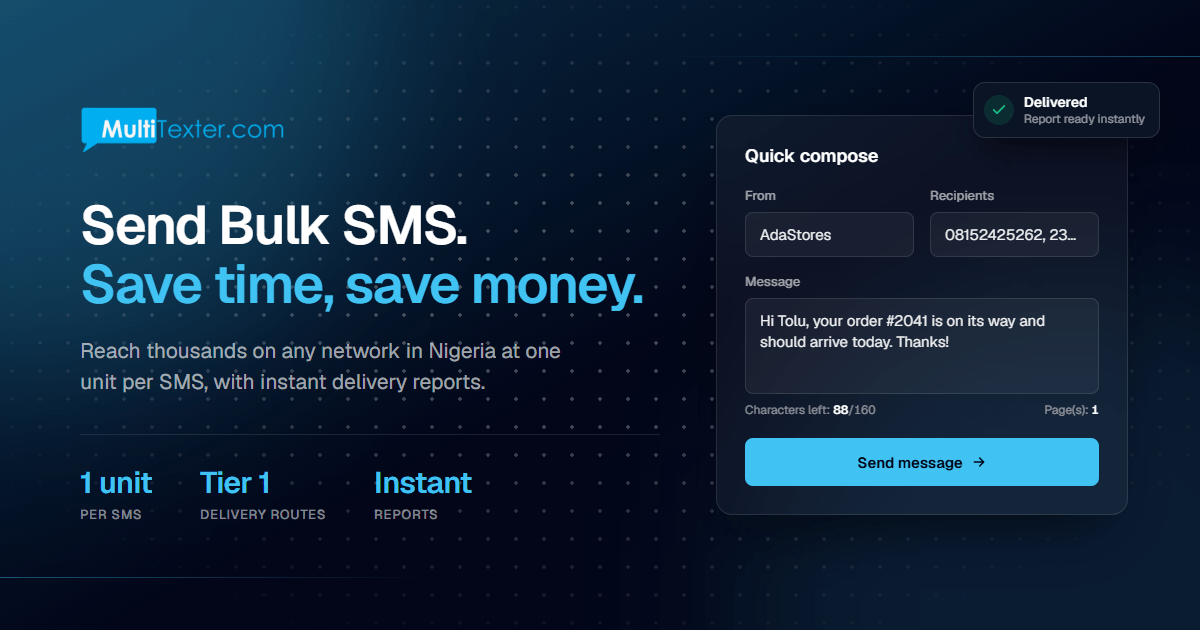 MultiTexter.com
Send Bulk SMS.
Save time, save money.
Reach thousands on any network in Nigeria at one
unit per SMS, with instant delivery reports.
1 unit
PER SMS
Tier 1
DELIVERY ROUTES
Instant
REPORTS
Delivered
Report ready instantly
Quick compose
From
Recipients
AdaStores
08152425262, 23...
Message
Hi Tolu, your order #2041 is on its way and
should arrive today. Thanks!
Characters left: 88/160
Page(s): 1
Send message →